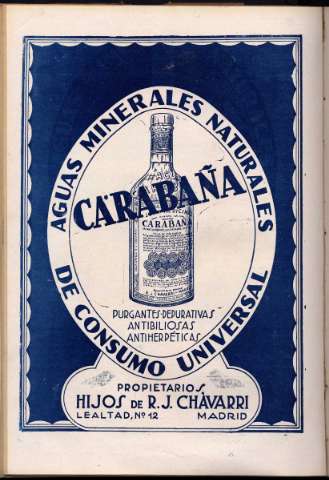 AGUAS MINERALES NATURALES
CARABAÑA
CARABAÑA
PURGANTES·DEPURATIVAS
ANTIBILIOSAS
ANTIHERPÉTICAS
DE CONSUMO UNIVERSAL
PROPIETARIOS
HIJOS DE R. J. CHÁVARRI
LEALTAD, Nº 12 MADRID